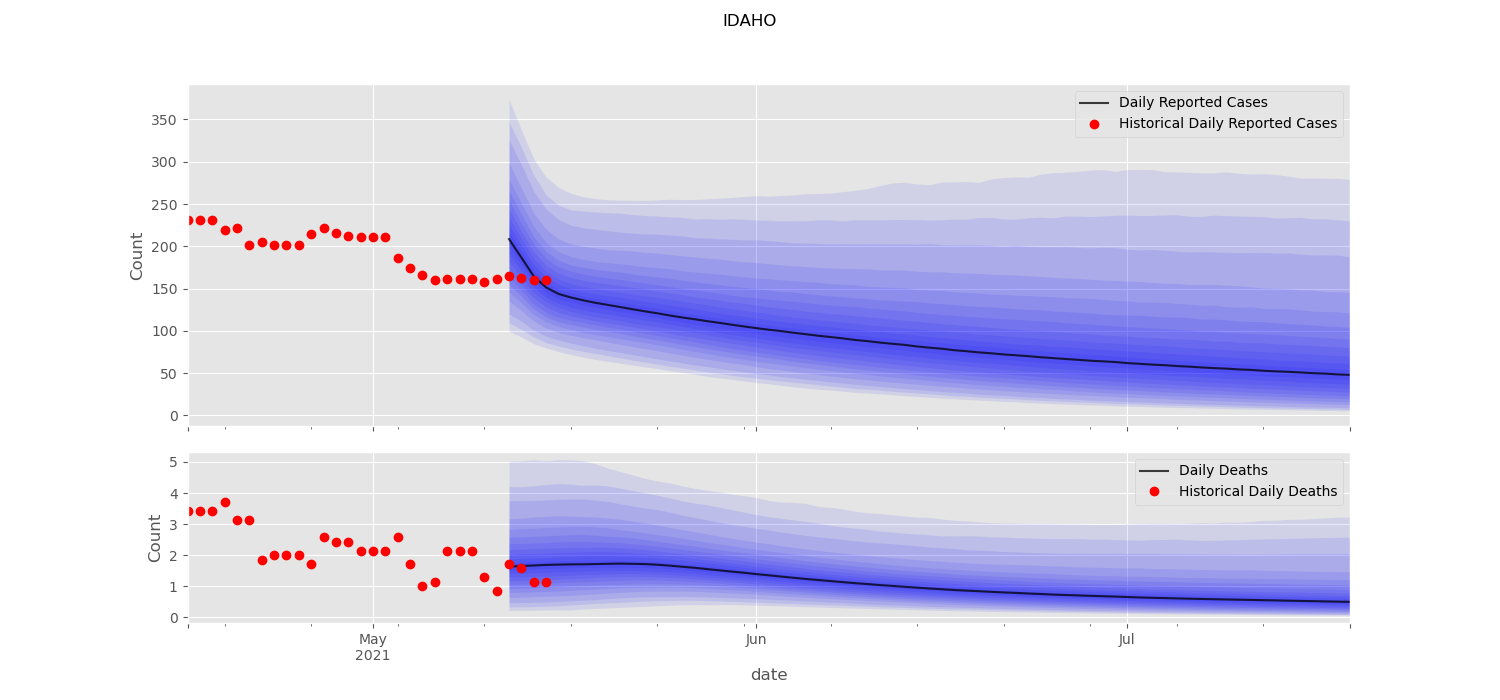 IDAHO
Daily Reported Cases
Historical Daily Reported Cases
350
300
250
200
150
100
50
0
Count
Daily Deaths
Historical Daily Deaths
5
4
3
2
1
0
Count
May
2021
Jun
Jul
date